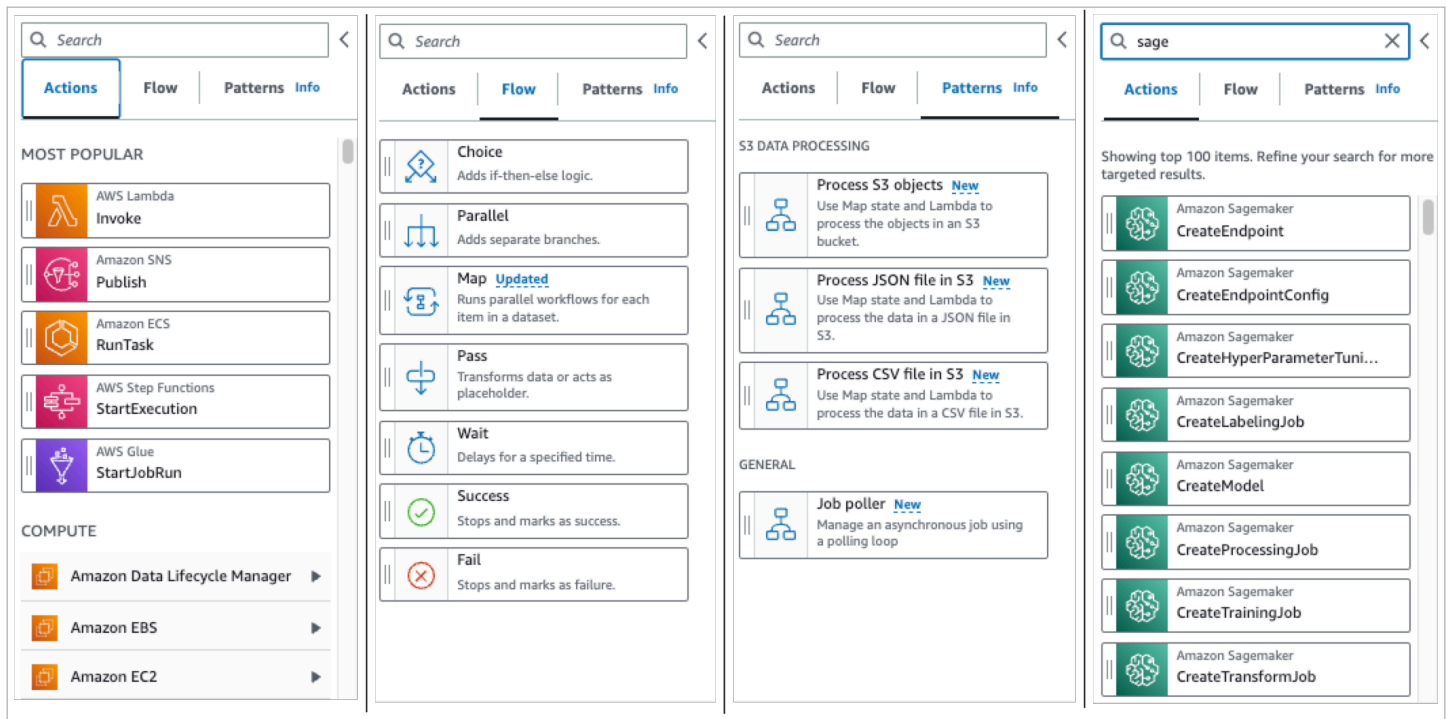 Search
Actions
Flow
Patterns Info
MOST POPULAR
AWS Lambda
Invoke
Amazon SNS
Publish
Amazon ECS
RunTask
AWS Step Functions
StartExecution
AWS Glue
StartJobRun
COMPUTE
Amazon Data Lifecycle Manager
Amazon EBS
Amazon EC2
Search
Actions
Flow
Patterns Info
Choice
Adds if-then-else logic.
Parallel
Adds separate branches.
Map Updated
Runs parallel workflows for each
item in a dataset.
Pass
Transforms data or acts as
placeholder.
Wait
Delays for a specified time.
Success
Stops and marks as success.
Fail
Stops and marks as failure.
Search
Actions
Flow
Patterns Info
S3 DATA PROCESSING
Process S3 objects New
Use Map state and Lambda to
process the objects in an S3
bucket.
Process JSON file in S3 New
Use Map state and Lambda to
process the data in a JSON file in
S3.
Process CSV file in S3 New
Use Map state and Lambda to
process the data in a CSV file in S3.
GENERAL
Job poller New
Manage an asynchronous job using
a polling loop
sage
Actions
Flow
Patterns Info
Showing top 100 items. Refine your search for more
targeted results.
Amazon Sagemaker
CreateEndpoint
Amazon Sagemaker
CreateEndpointConfig
Amazon Sagemaker
CreateHyperParameterTuni...
Amazon Sagemaker
CreateLabelingJob
Amazon Sagemaker
CreateModel
Amazon Sagemaker
CreateProcessingJob
Amazon Sagemaker
CreateTrainingJob
Amazon Sagemaker
CreateTransformJob